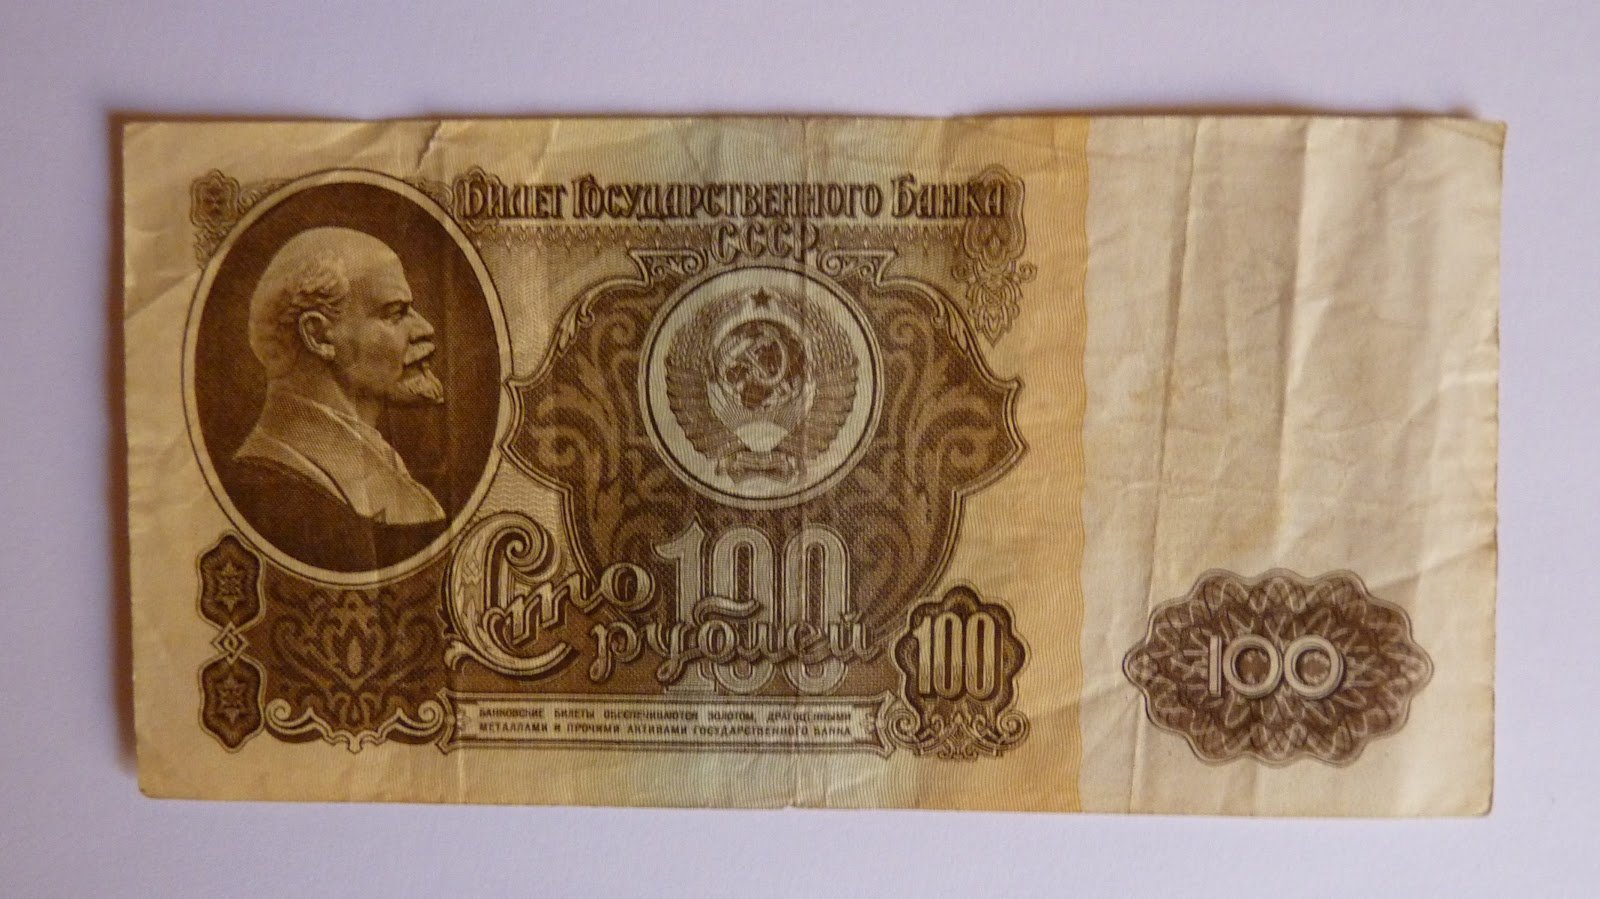 Билет Государственного Банка
СССР
100
Сто
рублей
100
100
БАНКОВСКИЕ БИЛЕТЫ ОБЕСПЕЧИВАЮТСЯ ЗОЛОТОМ, ДРАГОЦЕННЫМИ
МЕТАЛЛАМИ И ПРОЧИМИ АКТИВАМИ ГОСУДАРСТВЕННОГО БАНКА